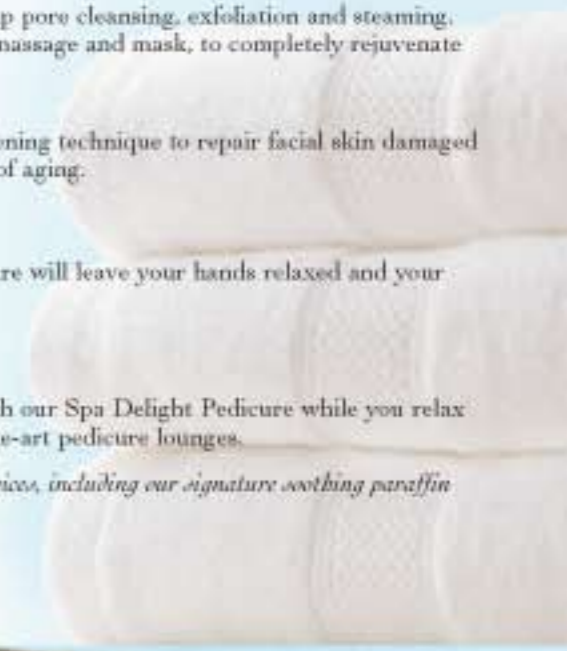 p pore cleansing, exfoliation and steaming,
massage and mask, to completely rejuvenate
ening technique to repair facial skin damaged
of aging.
re will leave your hands relaxed and your
h our Spa Delight Pedicure while you relax
e-art pedicure lounges.
ices, including our signature soothing paraffin